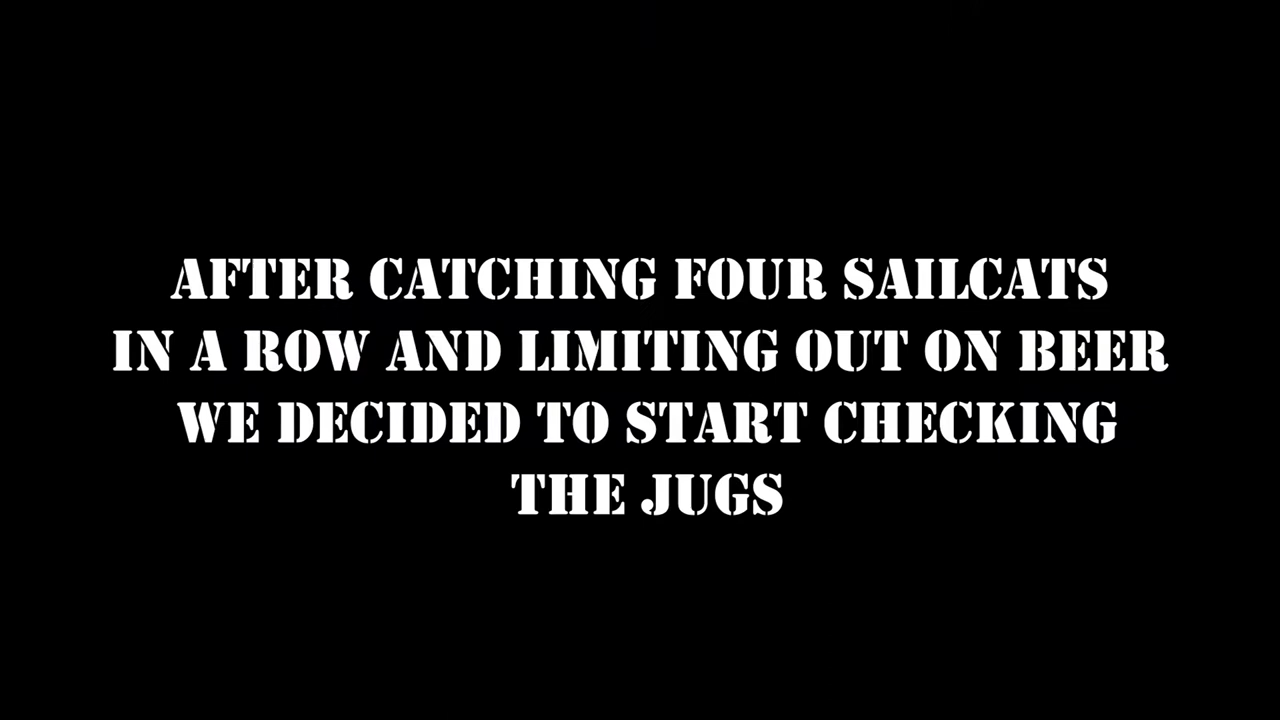 AFTER CATCHING FOUR SAILCATS
IN A ROW AND LIMITING OUT ON BEER
WE DECIDED TO START CHECKING
THE JUGS